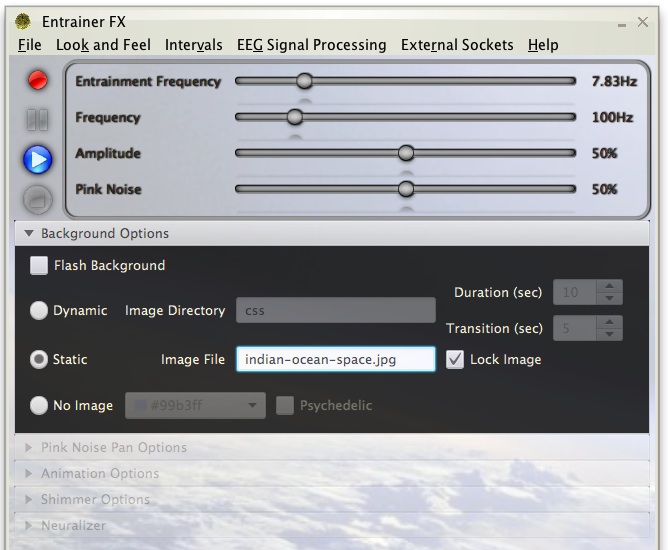 Entrainer FX
File Look and Feel Intervals EEG Signal Processing External Sockets Help
Entrainment Frequency 7.83Hz
Frequency 100Hz
Amplitude 50%
Pink Noise 50%
Background Options
Flash Background
Duration (sec) 10
Dynamic Image Directory css
Transition (sec) 5
Static Image File indian-ocean-space.jpg Lock Image
No Image #99b3ff Psychedelic
Pink Noise Pan Options
Animation Options
Shimmer Options
Neuralizer